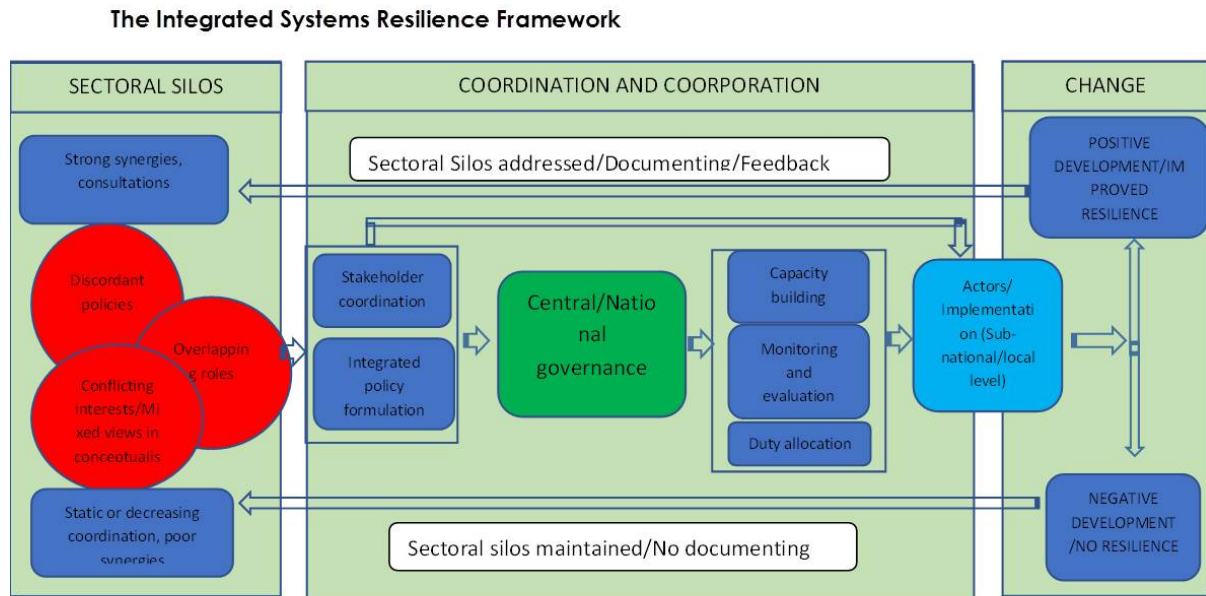 The Integrated Systems Resilience Framework
SECTORAL SILOS
COORDINATION AND COORPORATION
CHANGE
Strong synergies,
consultations
Sectoral Silos addressed/Documenting/Feedback
POSITIVE
DEVELOPMENT/IM
PROVED
RESILIENCE
Discordant
policies
Overlappin
g roles
Conflicting
interests/Mi
xed views in
conceotualis
Stakeholder
coordination
Integrated
policy
formulation
Central/Natio
nal
governance
Capacity
building
Monitoring
and
evaluation
Duty allocation
Actors/
Implementati
on (Sub-
national/local
level)
Static or decreasing
coordination, poor
synergies
Sectoral silos maintained/No documenting
NEGATIVE
DEVELOPMENT
/NO RESILIENCE